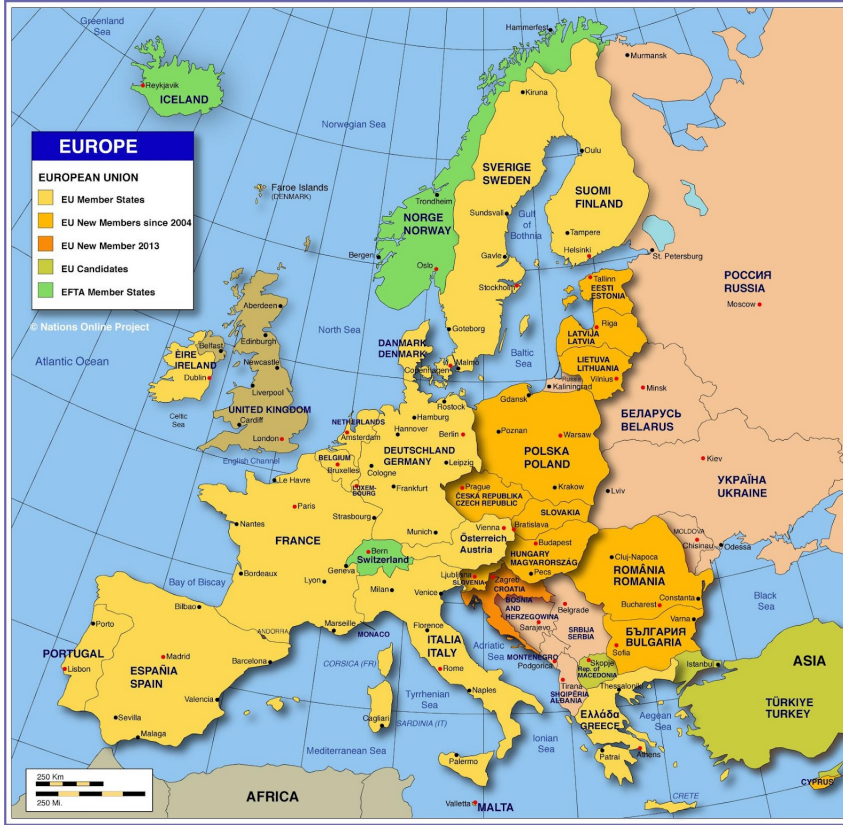 Greenland
Sea
Hammerfest
Murmansk
Reykjavik
ICELAND
Kiruna
Norwegian Sea
EUROPE
EUROPEAN UNION
EU Member States
EU New Members since 2004
EU New Member 2013
EU Candidates
EFTA Member States
© Nations Online Project
Oulu
SVERIGE
SWEDEN
SUOMI
FINLAND
Faroe Islands
(DENMARK)
Trondheim
Sundsvall
Gulf
of
Bothnia
NORGE
NORWAY
Tampere
Bergen
Gavle
Helsinki
St. Petersburg
Oslo
Stockholm
Tallinn
EESTI
ESTONIA
РОССИЯ
RUSSIA
Moscow
Aberdeen
North Sea
Goteborg
Riga
LATVIJA
LATVIA
Edinburgh
Belfast
DANMARK
DENMARK
Baltic
Sea
Atlantic Ocean
ÈIRE
IRELAND
Newcastle
Malmö
Copenhagen
LIETUVA
LITHUANIA
Vilnius
Russia
Kaliningrad
Minsk
Dublin
Liverpool
Gdansk
Rostock
Celtic
Sea
UNITED KINGDOM
Cardiff
London
NETHERLANDS
Amsterdam
Hamburg
Hannover
Berlin
Poznan
Warsaw
БЕЛАРУСЬ
BELARUS
English Channel
BELGIUM
Bruxelles
DEUTSCHLAND
GERMANY
Cologne
Leipzig
POLSKA
POLAND
Kiev
Le Havre
LUXEM-
BOURG
Frankfurt
Prague
ČESKÁ REPUBLIKA
CZECH REPUBLIC
Krakow
Lviv
УКРАЇНА
UKRAINE
Paris
Strasbourg
SLOVAKIA
Nantes
FRANCE
Munich
Vienna
Bratislava
Österreich
Austria
Budapest
HUNGARY
MAGYARORSZÁG
MOLDOVA
Chisinau
Odessa
Bern
Switzerland
Geneva
Cluj-Napoca
Bay of Biscay
Bordeaux
Lyon
Ljubljana
SLOVENIA
Zagreb
CROATIA
Pecs
ROMÂNIA
ROMANIA
Milan
Venice
BOSNIA
AND
HERZEGOVINA
Belgrade
Bucharest
Constanta
Black
Sea
Bilbao
Porto
Marseille
Florence
Sarajevo
SRBIJA
SERBIA
Varna
ANDORRA
MONACO
ITALIA
ITALY
Adriatic
Sea
БЪЛГАРИЯ
BULGARIA
Sofia
PORTUGAL
Lisbon
Madrid
ESPAÑIA
SPAIN
Barcelona
CORSICA (FR)
Rome
MONTENEGRO
Podgorica
Skopje
Rep. of
MACEDONIA
Istanbul
ASIA
Tirana
SHQIPËRIA
ALBANIA
Thessaloniki
Valencia
Tyrrhenian
Sea
Naples
TÜRKIYE
TURKEY
Sevilla
Malaga
Cagliari
SARDINIA (IT)
Ελλάδα
GREECE
Aegean
Sea
Mediterranean Sea
Palermo
Ionian
Sea
Patrai
Athens
250 Km
250 Mi.
AFRICA
Valletta
MALTA
CRETE
CYPRUS